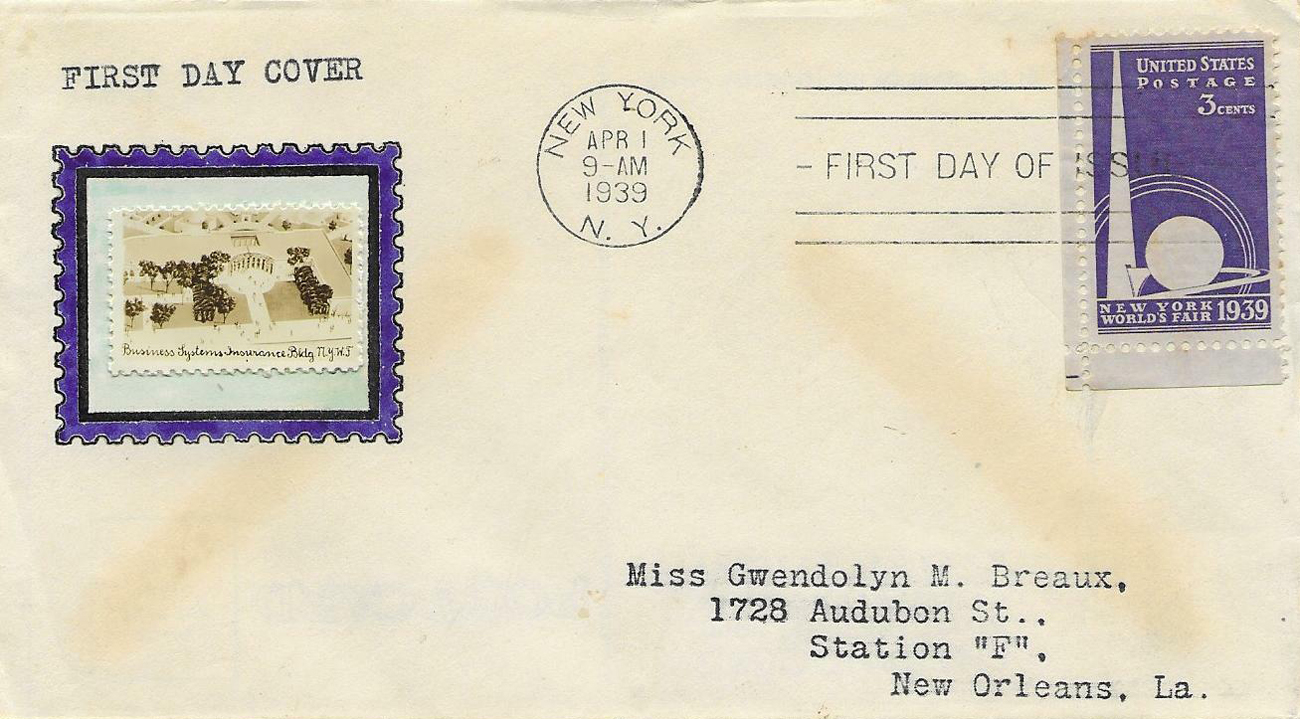 FIRST DAY COVER
Business Systems-Insurance Bldg N.Y.W.F
NEW YORK
APR 1
9-AM
1939
N. Y.
- FIRST DAY OF ISSUE
UNITED STATES
POSTAGE
3 CENTS
NEW YORK
WORLD'S FAIR 1939
Miss Gwendolyn M. Breaux,
1728 Audubon St.,
Station "F",
New Orleans, La.